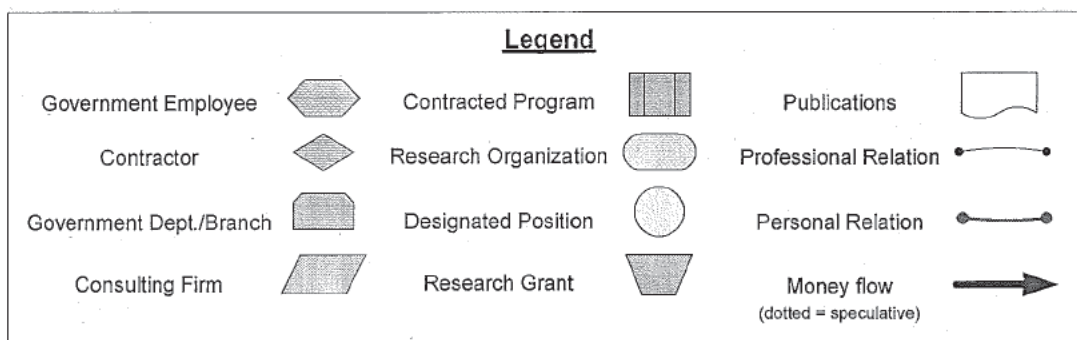 Legend
Government Employee
Contracted Program
Publications
Contractor
Research Organization
Professional Relation
Government Dept./Branch
Designated Position
Personal Relation
Consulting Firm
Research Grant
Money flow
(dotted = speculative)